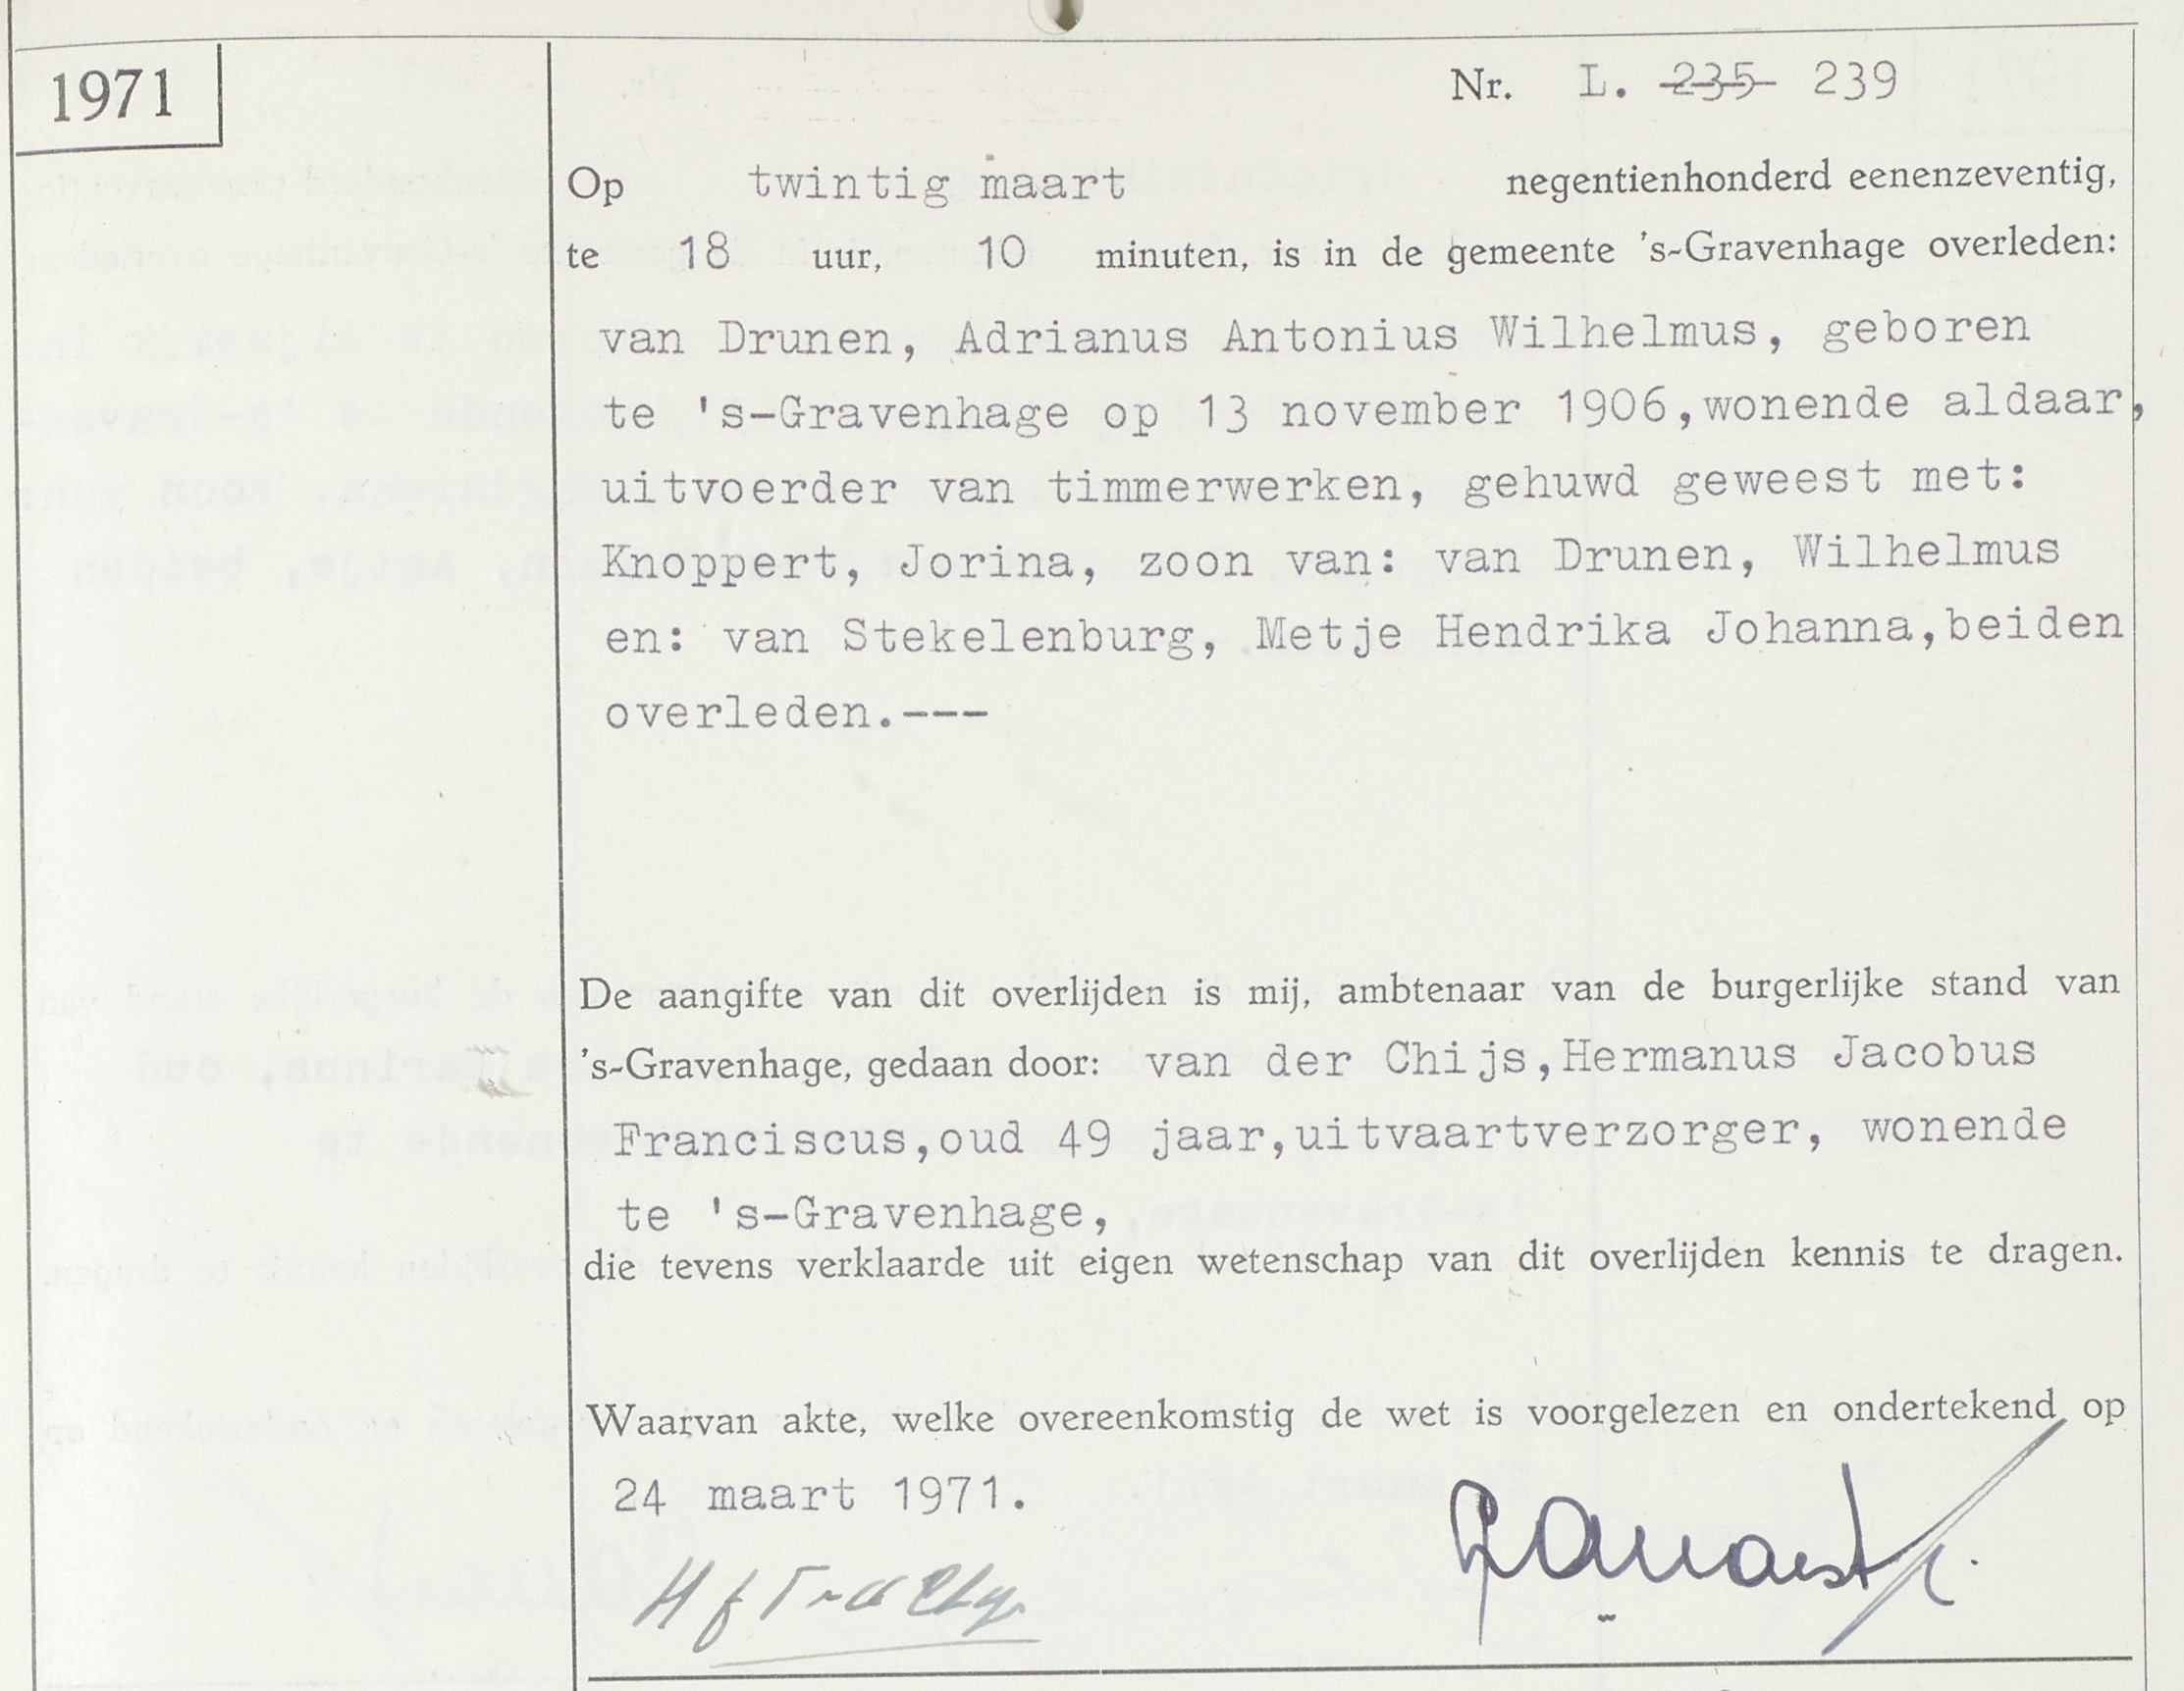 1971
Nr. L. 235 239
Op twintig maart negentienhonderd eenenzeventig,
te 18 uur, 10 minuten, is in de gemeente 's-Gravenhage overleden:
van Drunen, Adrianus Antonius Wilhelmus, geboren
te 's-Gravenhage op 13 november 1906,wonende aldaar,
uitvoerder van timmerwerken, gehuwd geweest met:
Knoppert, Jorina, zoon van: van Drunen, Wilhelmus
en: van Stekelenburg, Metje Hendrika Johanna,beiden
overleden.---
De aangifte van dit overlijden is mij, ambtenaar van de burgerlijke stand van
's-Gravenhage, gedaan door: van der Chijs,Hermanus Jacobus
Franciscus,oud 49 jaar,uitvaartverzorger, wonende
te 's-Gravenhage,
die tevens verklaarde uit eigen wetenschap van dit overlijden kennis te dragen.
Waarvan akte, welke overeenkomstig de wet is voorgelezen en ondertekend op
24 maart 1971.